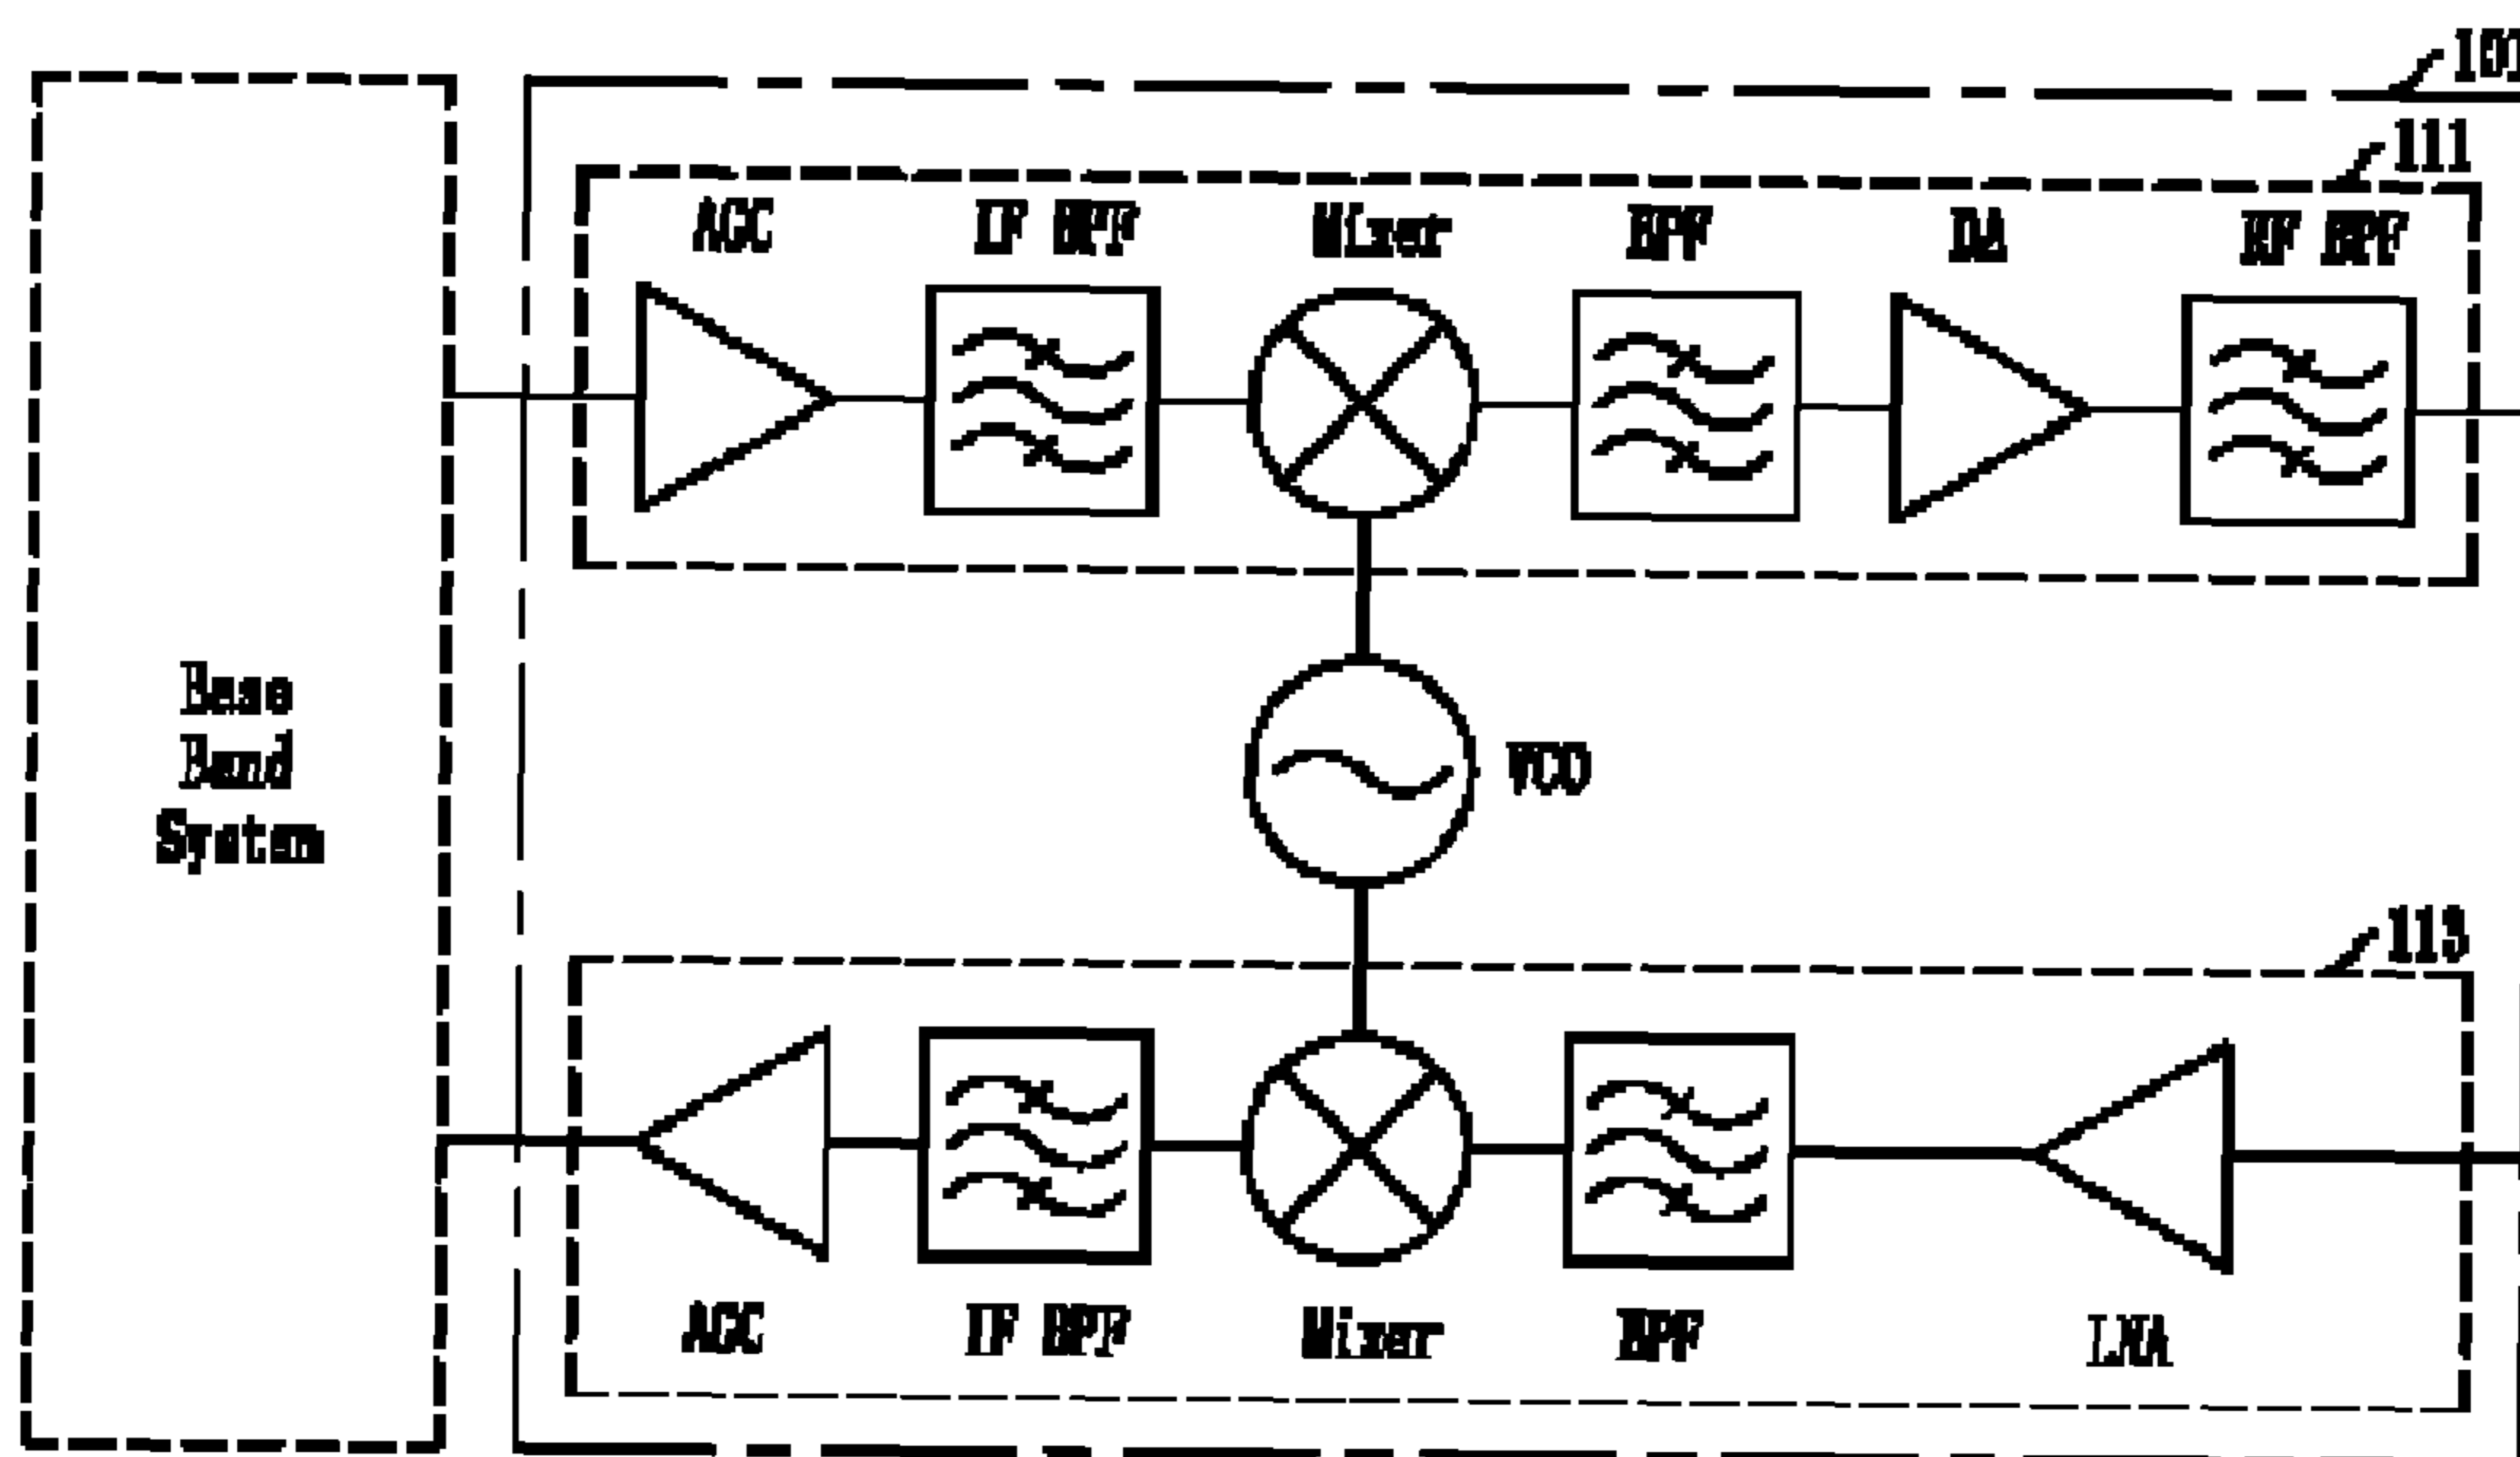 101
111
AGC IF BPF Mixer BPF DA RF BPF
Base
Band
System
VCO
113
AGC IF BPF Mixer BPF LNA